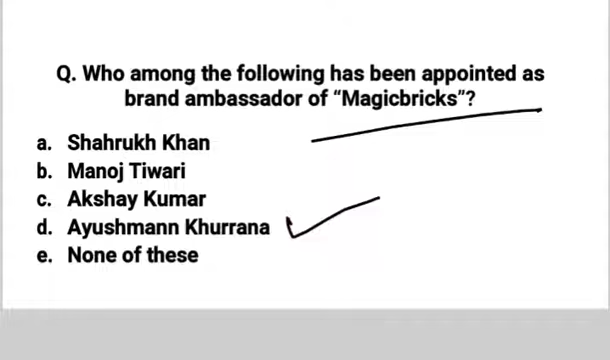 Q. Who among the following has been appointed as
brand ambassador of “Magicbricks”?
a. Shahrukh Khan
b. Manoj Tiwari
c. Akshay Kumar
d. Ayushmann Khurrana
e. None of these